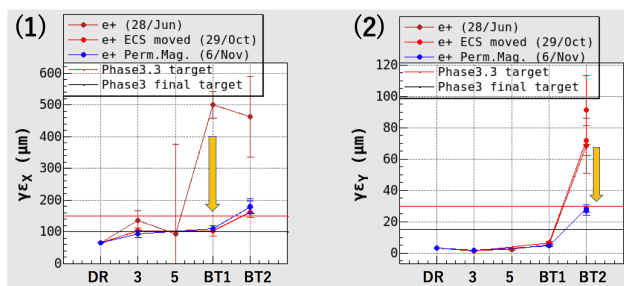 (1)
e+ (28/Jun)
e+ ECS moved (29/Oct)
e+ Perm.Mag. (6/Nov)
Phase3.3 target
Phase3 final target
600
500
400
300
200
100
0
γεX (μm)
DR 3 5 BT1 BT2
(2)
e+ (28/Jun)
e+ ECS moved (29/Oct)
e+ Perm.Mag. (6/Nov)
Phase3.3 target
Phase3 final target
120
100
80
60
40
20
0
γεY (μm)
DR 3 5 BT1 BT2